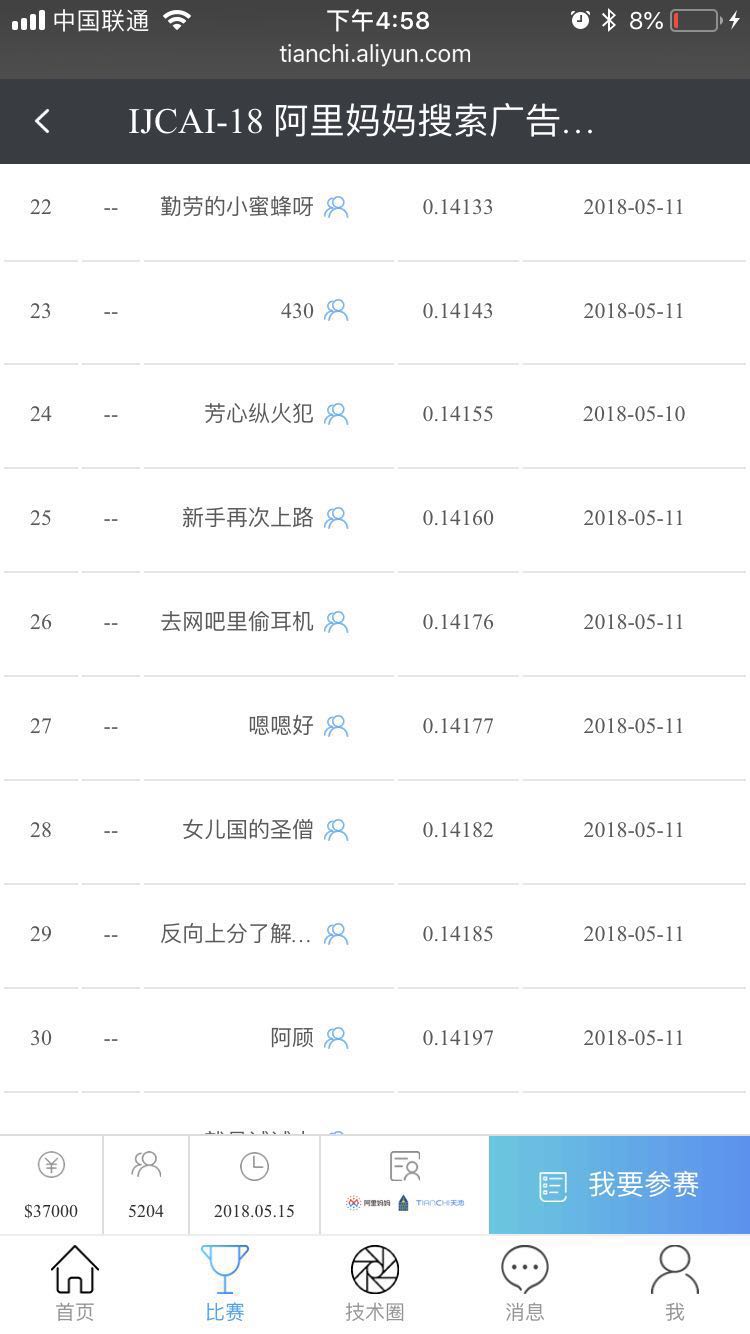 中国联通 下午4:58 8%
tianchi.aliyun.com
IJCAI-18 阿里妈妈搜索广告...
22 -- 勤劳的小蜜蜂呀 0.14133 2018-05-11
23 -- 430 0.14143 2018-05-11
24 -- 芳心纵火犯 0.14155 2018-05-10
25 -- 新手再次上路 0.14160 2018-05-11
26 -- 去网吧里偷耳机 0.14176 2018-05-11
27 -- 嗯嗯好 0.14177 2018-05-11
28 -- 女儿国的圣僧 0.14182 2018-05-11
29 -- 反向上分了解... 0.14185 2018-05-11
30 -- 阿顾 0.14197 2018-05-11
$37000 5204 2018.05.15 阿里妈妈 TIANCHI天池 我要参赛
首页 比赛 技术圈 消息 我